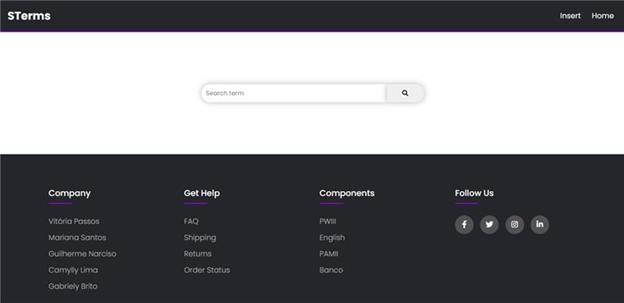 STerms
Insert Home
Search term
Company
Vitória Passos
Mariana Santos
Guilherme Narciso
Camylly Lima
Gabriely Brito
Get Help
FAQ
Shipping
Returns
Order Status
Components
PWIII
English
PAMII
Banco
Follow Us